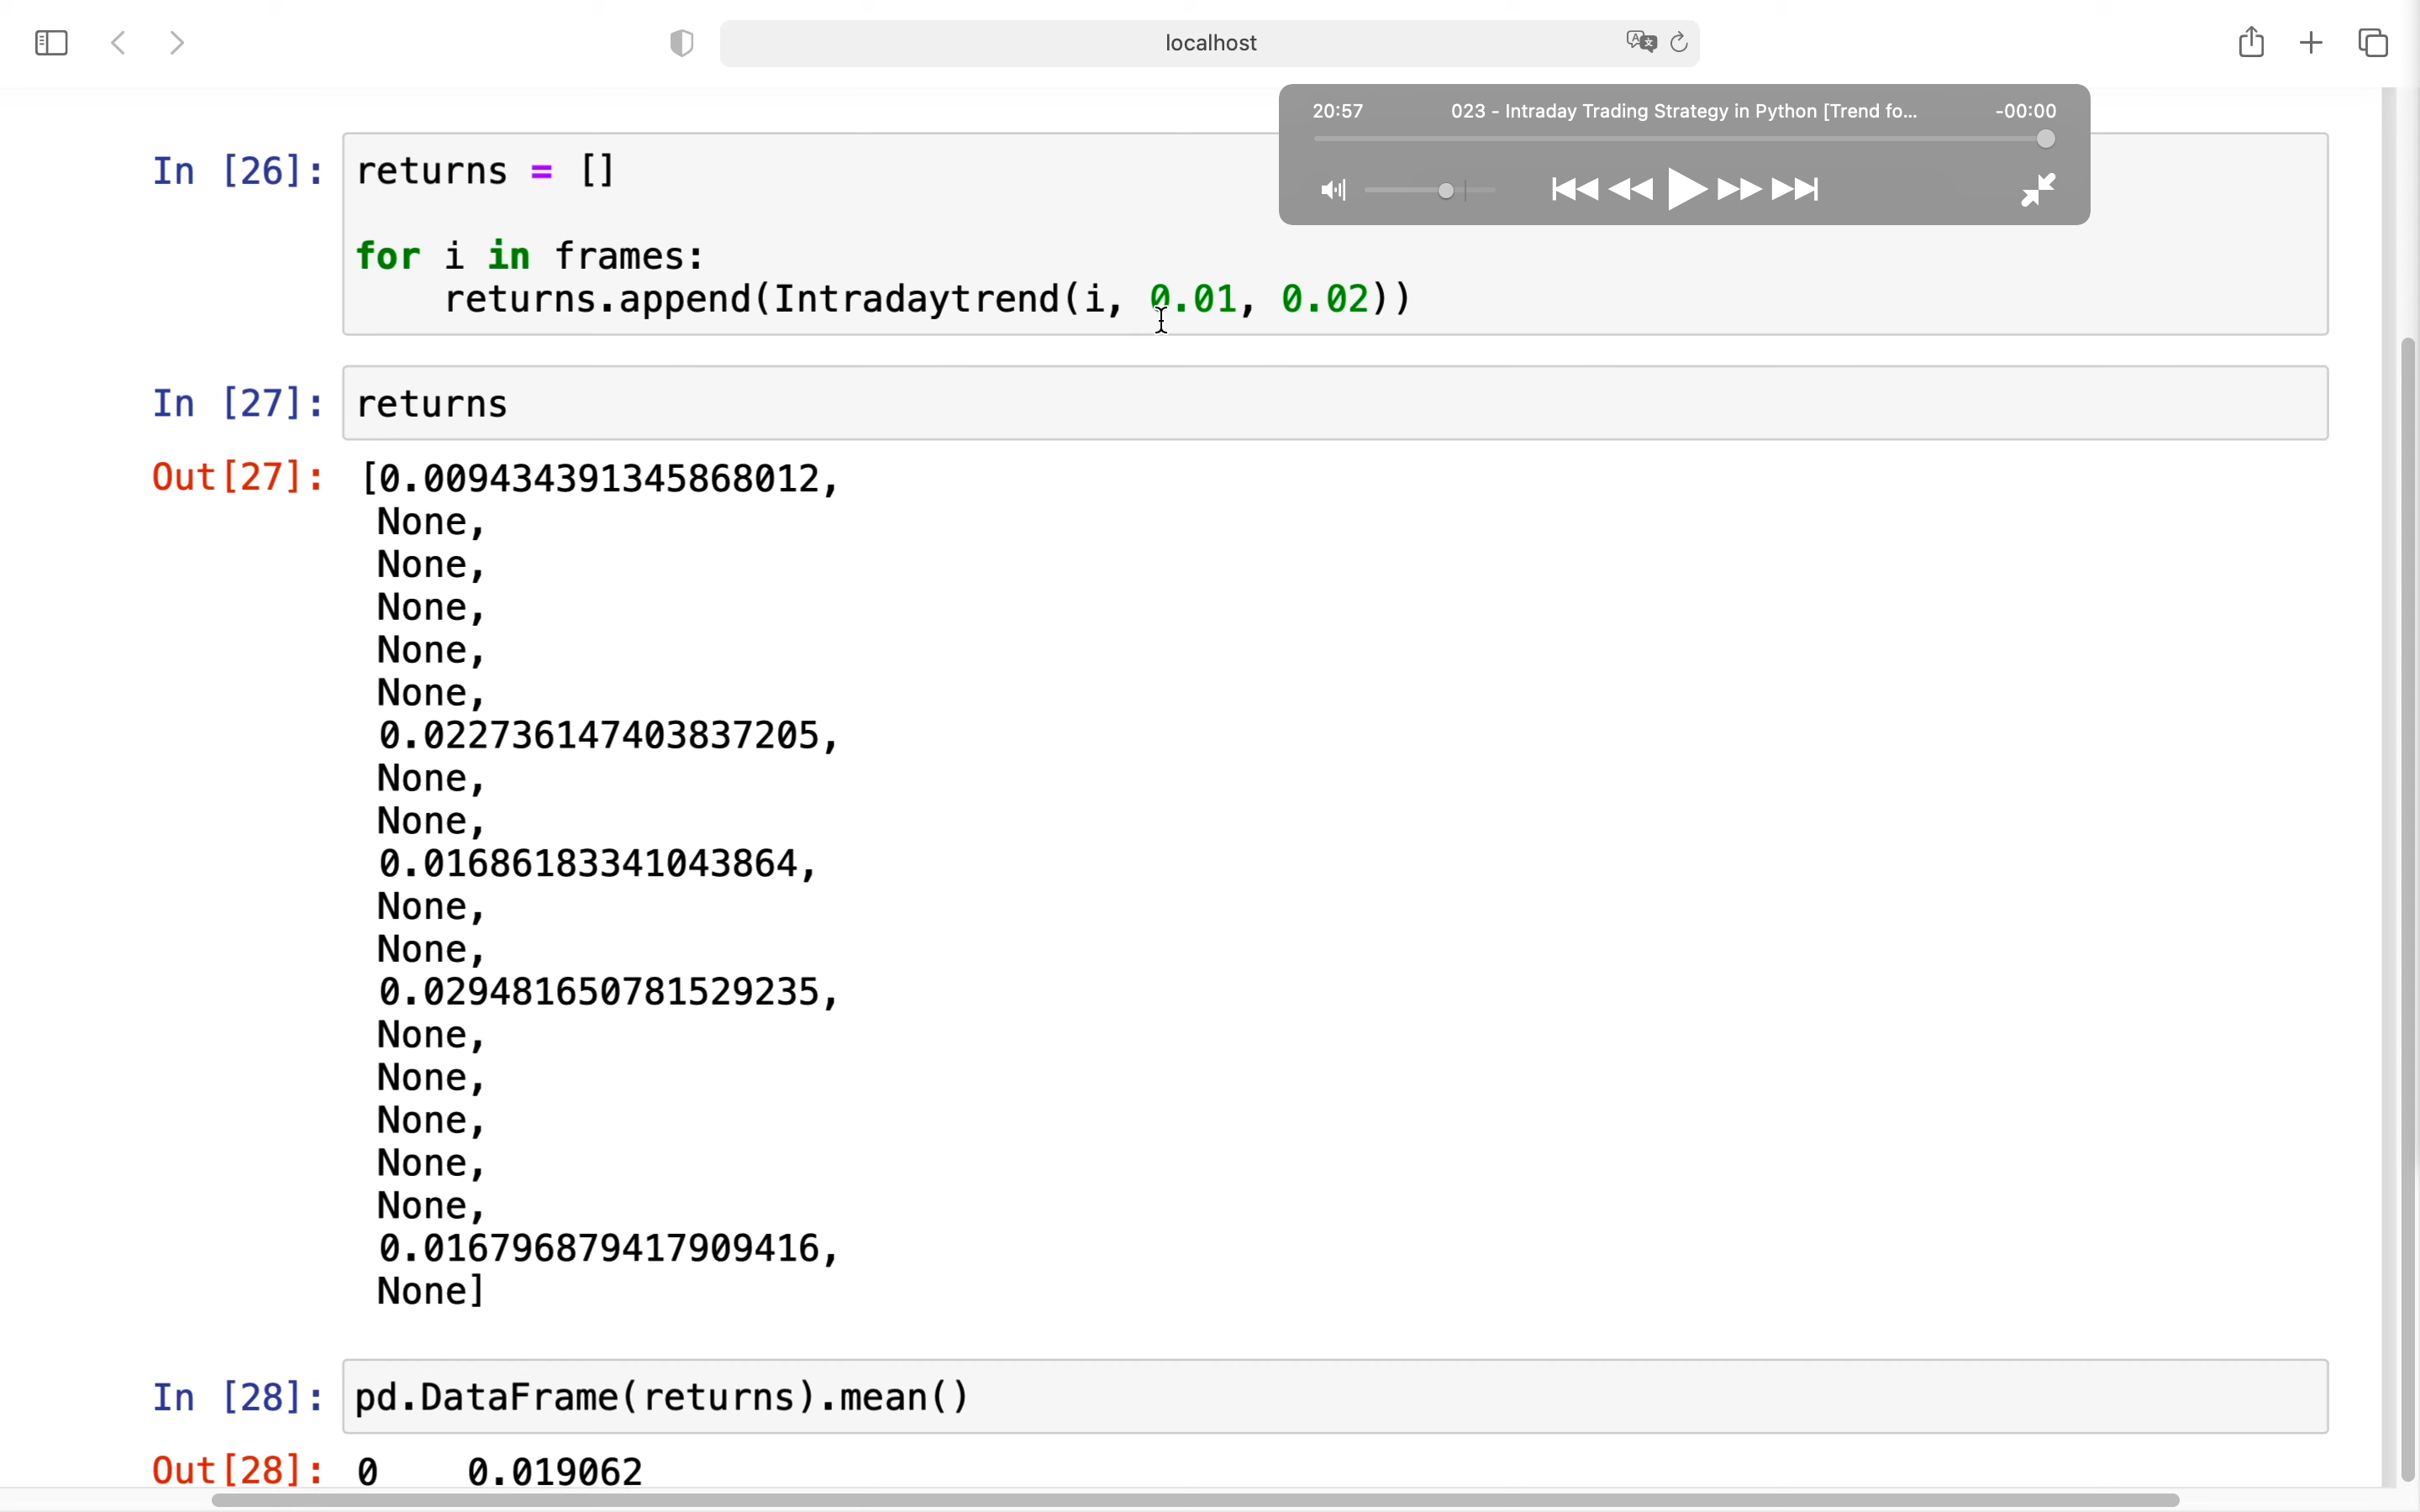 localhost
20:57 023 - Intraday Trading Strategy in Python [Trend fo... -00:00
In [26]: returns = []
for i in frames:
returns.append(Intradaytrend(i, 0.01, 0.02))
In [27]: returns
Out[27]: [0.009434391345868012,
None,
None,
None,
None,
None,
0.022736147403837205,
None,
None,
0.01686183341043864,
None,
None,
0.029481650781529235,
None,
None,
None,
None,
None,
0.016796879417909416,
None]
In [28]: pd.DataFrame(returns).mean()
Out[28]: 0 0.019062